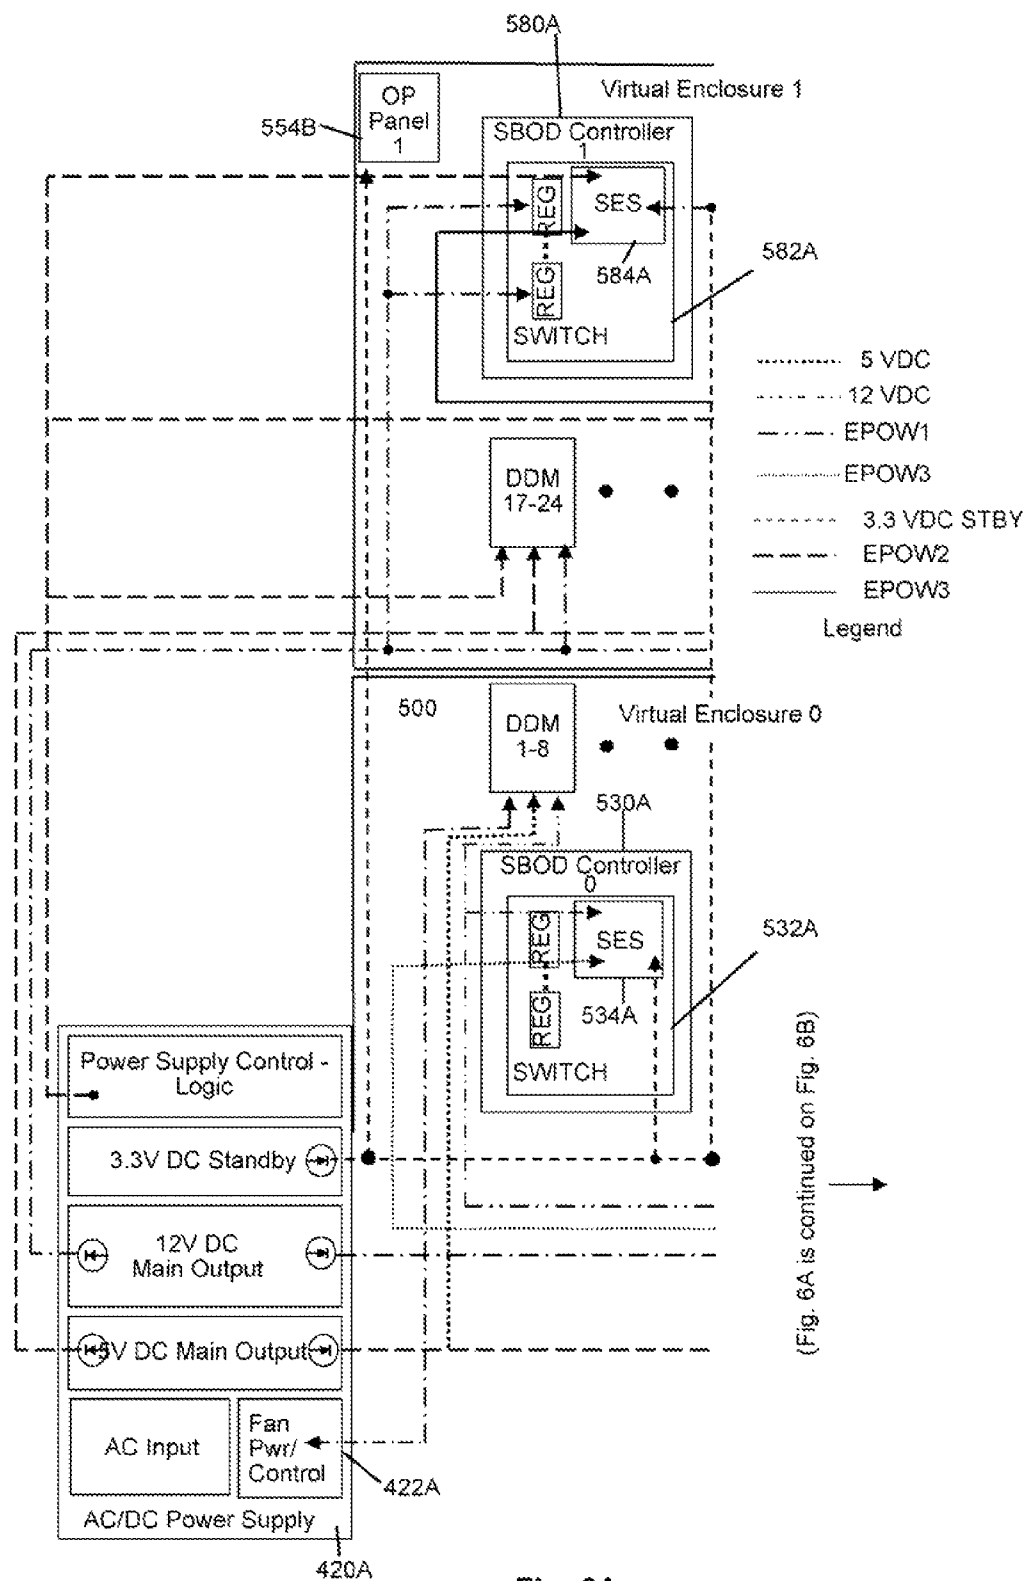 580A
Virtual Enclosure 1
OP
Panel
1
554B
SBOD Controller
1
REG
SES
584A
REG
SWITCH
582A
5 VDC
12 VDC
EPOW1
EPOW3
3.3 VDC STBY
EPOW2
EPOW3
Legend
DDM
17-24
500
DDM
1-8
Virtual Enclosure 0
530A
SBOD Controller
0
REG
SES
534A
REG
SWITCH
532A
Power Supply Control -
Logic
3.3V DC Standby
12V DC
Main Output
5V DC Main Output
AC Input
Fan
Pwr/
Control
422A
AC/DC Power Supply
420A
(Fig. 6A is continued on Fig. 6B)